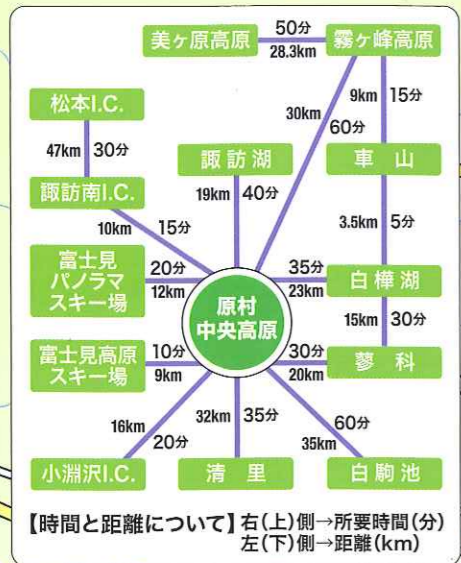 50分
美ヶ原高原 霧ヶ峰高原
28.3km
松本I.C.
30km
60分
9km 15分
47km 30分
諏訪湖
車山
諏訪南I.C.
19km 40分
3.5km 5分
10km 15分
富士見
パノラマ
スキー場
20分
12km
35分
23km
白樺湖
原村
中央高原
15km 30分
富士見高原
スキー場
10分
9km
30分
20km
蓼科
16km
20分
32km 35分
60分
35km
小淵沢I.C.
清里
白駒池
【時間と距離について】右(上)側→所要時間(分)
左(下)側→距離(km)